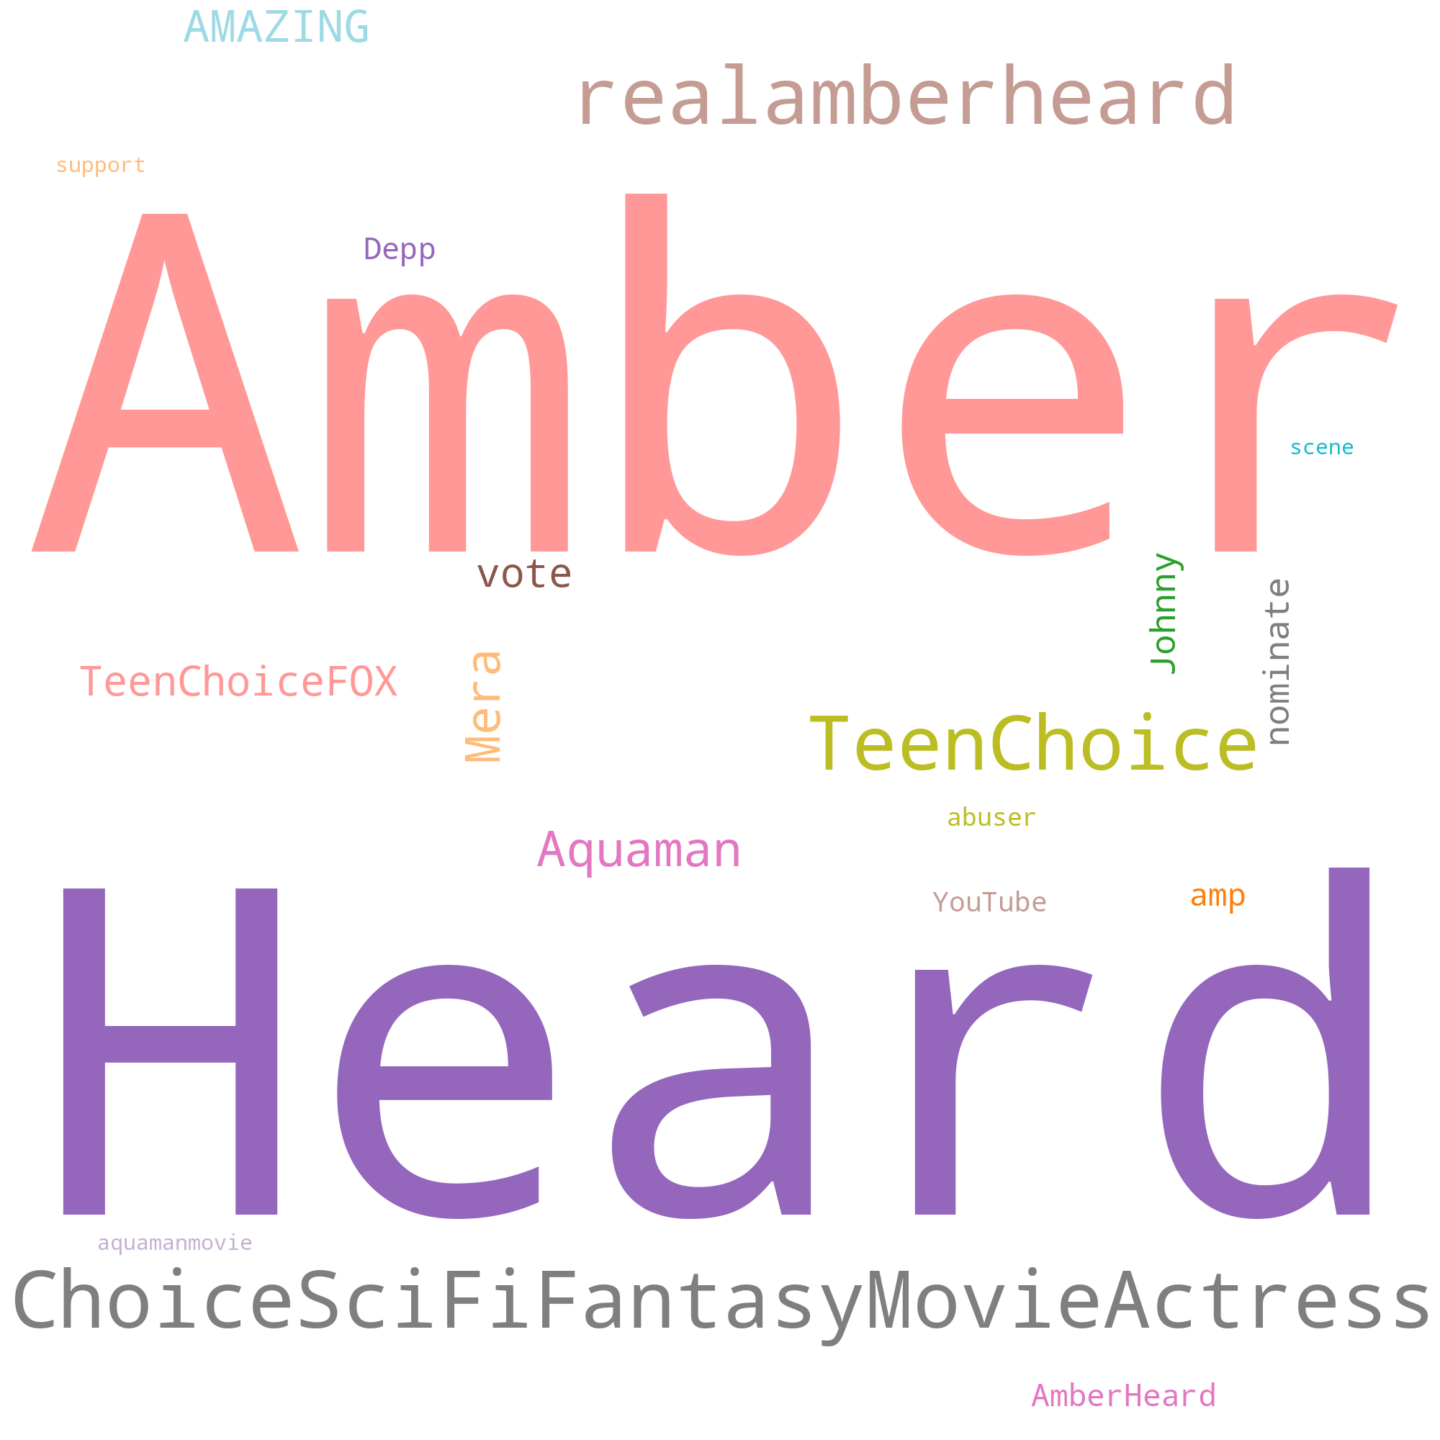 AMAZING
realamberheard
support
Amber
Depp
scene
vote
Johnny
nominate
TeenChoiceFOX
Mera
TeenChoice
abuser
Aquaman
YouTube
amp
Heard
aquamanmovie
ChoiceSciFiFantasyMovieActress
AmberHeard